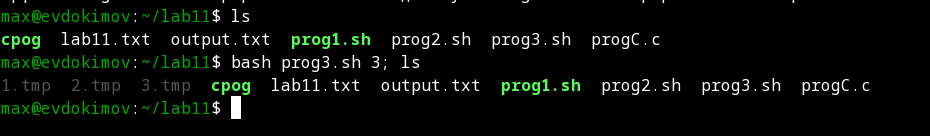 max@evdokimov:~/lab11$ ls
cpog  lab11.txt  output.txt  prog1.sh  prog2.sh  prog3.sh  progC.c
max@evdokimov:~/lab11$ bash prog3.sh 3; ls
1.tmp  2.tmp  3.tmp  cpog  lab11.txt  output.txt  prog1.sh  prog2.sh  prog3.sh  progC.c
max@evdokimov:~/lab11$